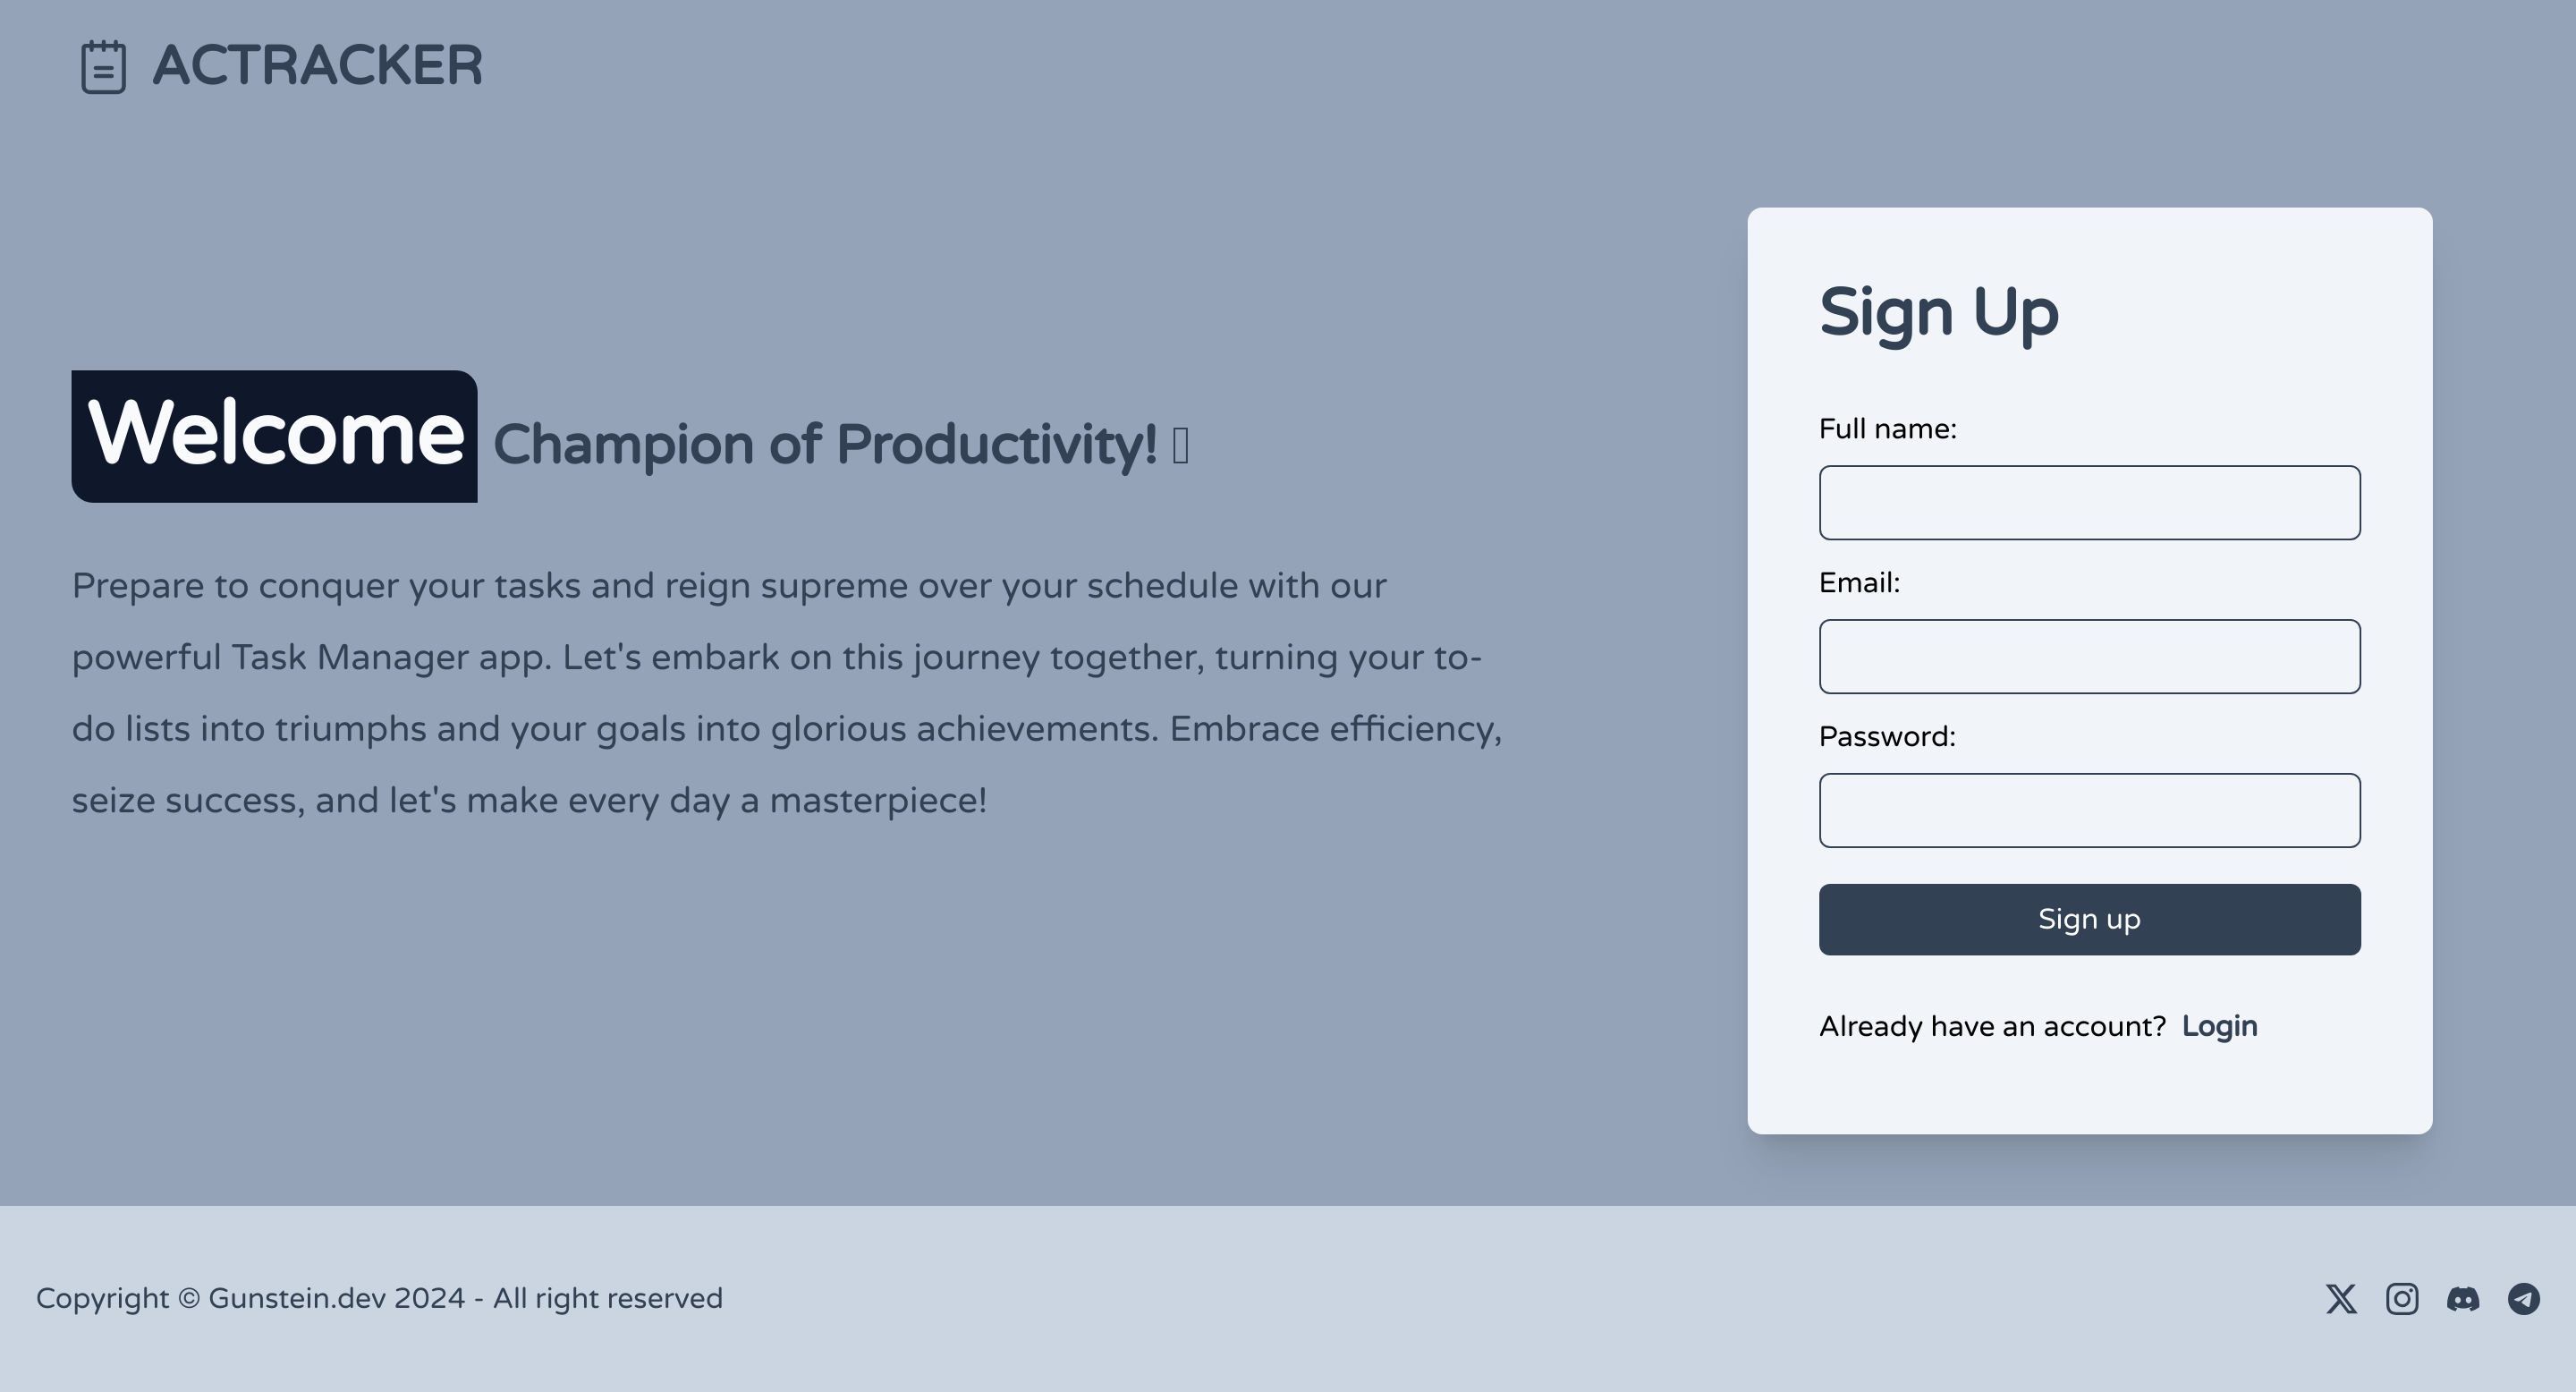 ACTRACKER
Welcome Champion of Productivity!
Prepare to conquer your tasks and reign supreme over your schedule with our
powerful Task Manager app. Let's embark on this journey together, turning your to-
do lists into triumphs and your goals into glorious achievements. Embrace efficiency,
seize success, and let's make every day a masterpiece!
Sign Up
Full name:
Email:
Password:
Sign up
Already have an account? Login
Copyright © Gunstein.dev 2024 - All right reserved